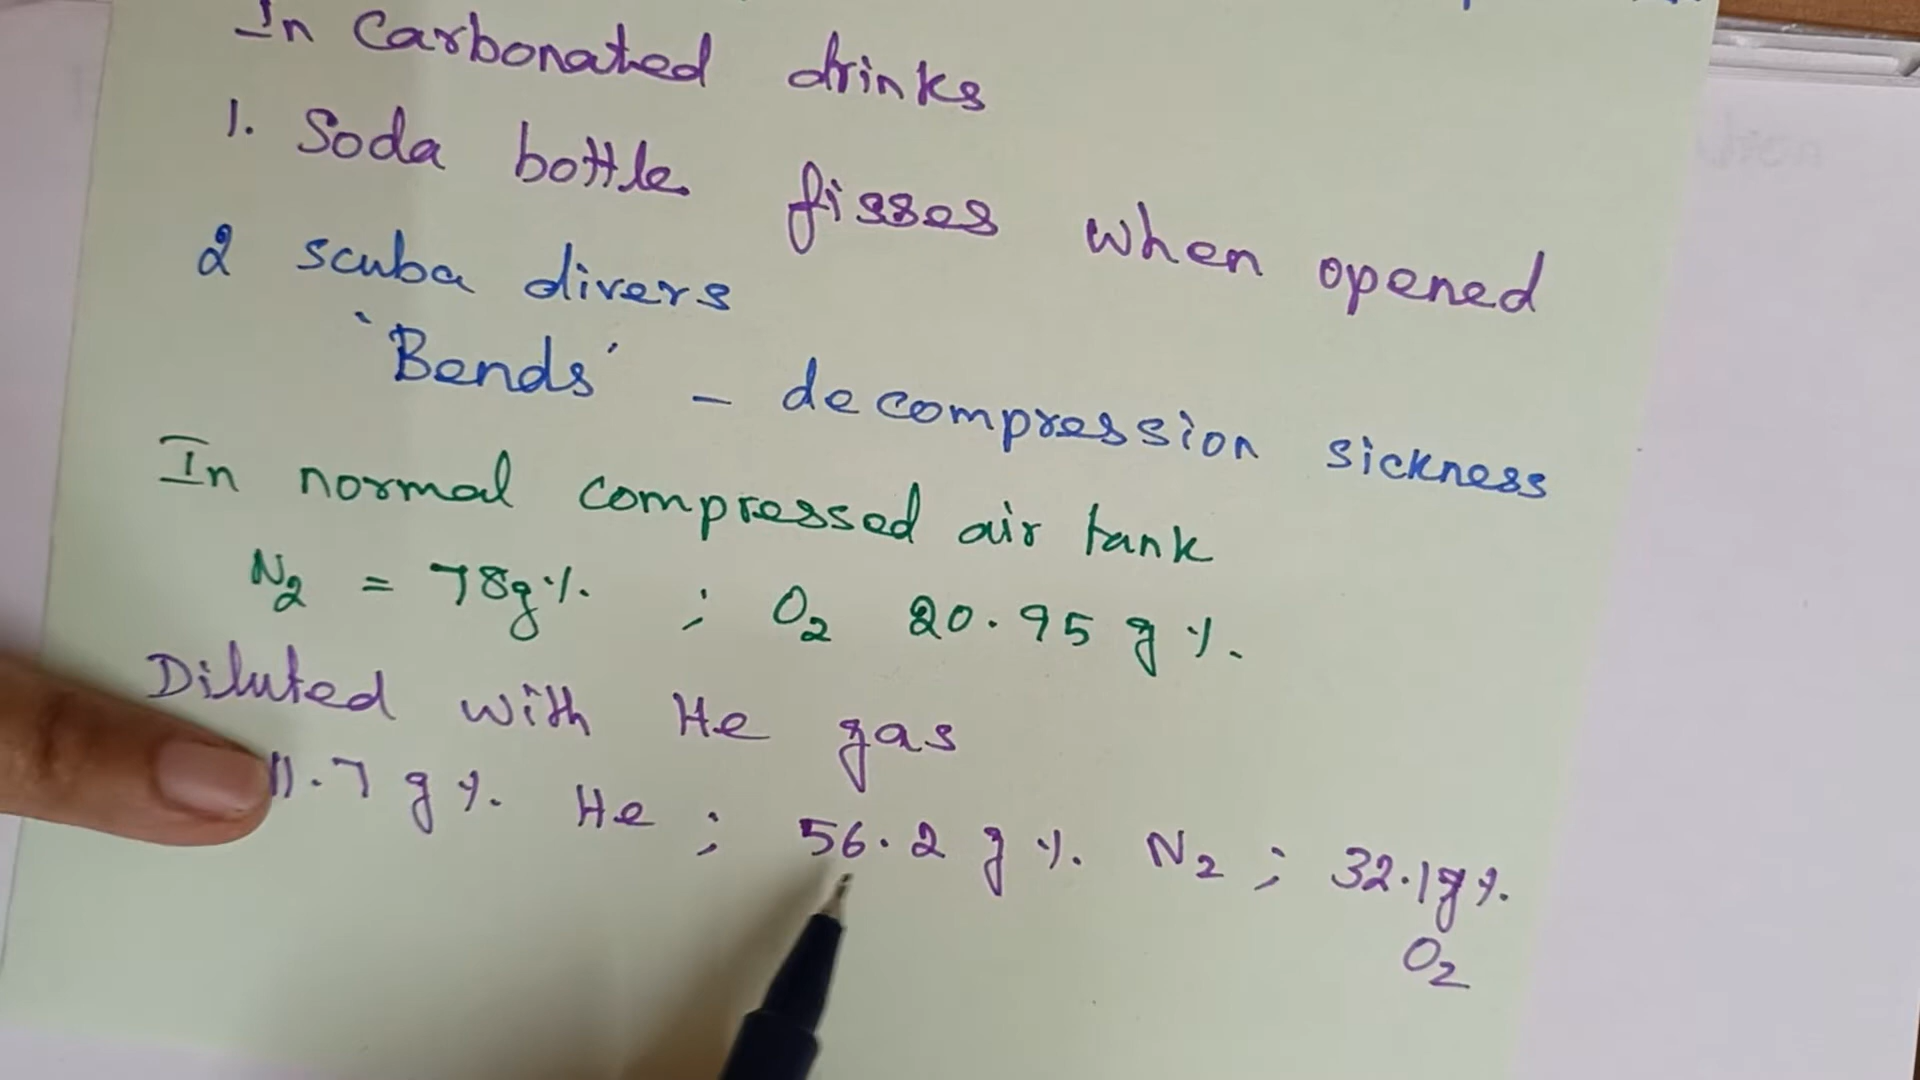 In Carbonated drinks
1. Soda bottle fisses when opened
2 scuba divers
'Bends' - decompression sickness
In normal compressed air tank
N2 = 78g% ; O2 20.95 g%.
Diluted with He gas
11.7 g%. He ; 56.2 g%. N2 ; 32.1g%.
O2